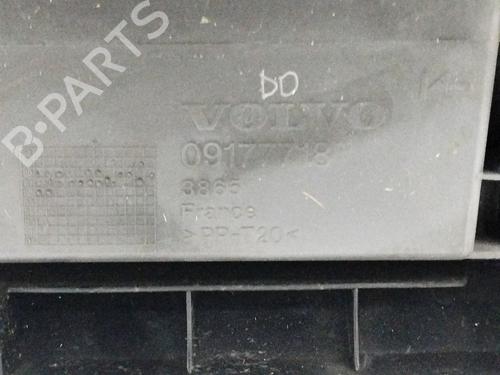 B-PARTS
DO
VOLVO
09177718
3865
France
>PP-T20<